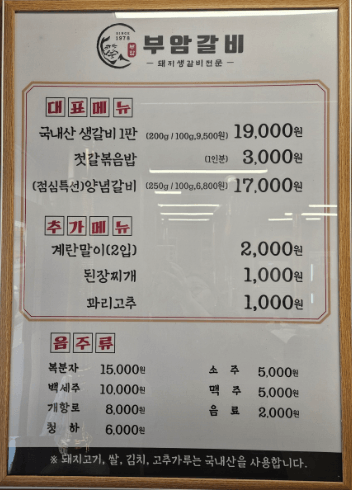 SINCE
1973
부암
부암갈비
돼지생갈비전문
대표메뉴
국내산 생갈비 1판 (200g / 100g,9,500원) 19,000원
젓갈볶음밥 (1인분) 3,000원
(점심특선)양념갈비 (250g / 100g,6,800원) 17,000원
추가메뉴
계란말이(2입) 2,000원
된장찌개 1,000원
꽈리고추 1,000원
음주류
복분자 15,000원 소주 5,000원
백세주 10,000원 맥주 5,000원
개항로 8,000원 음료 2,000원
청하 6,000원
※ 돼지고기, 쌀, 김치, 고추가루는 국내산을 사용합니다.